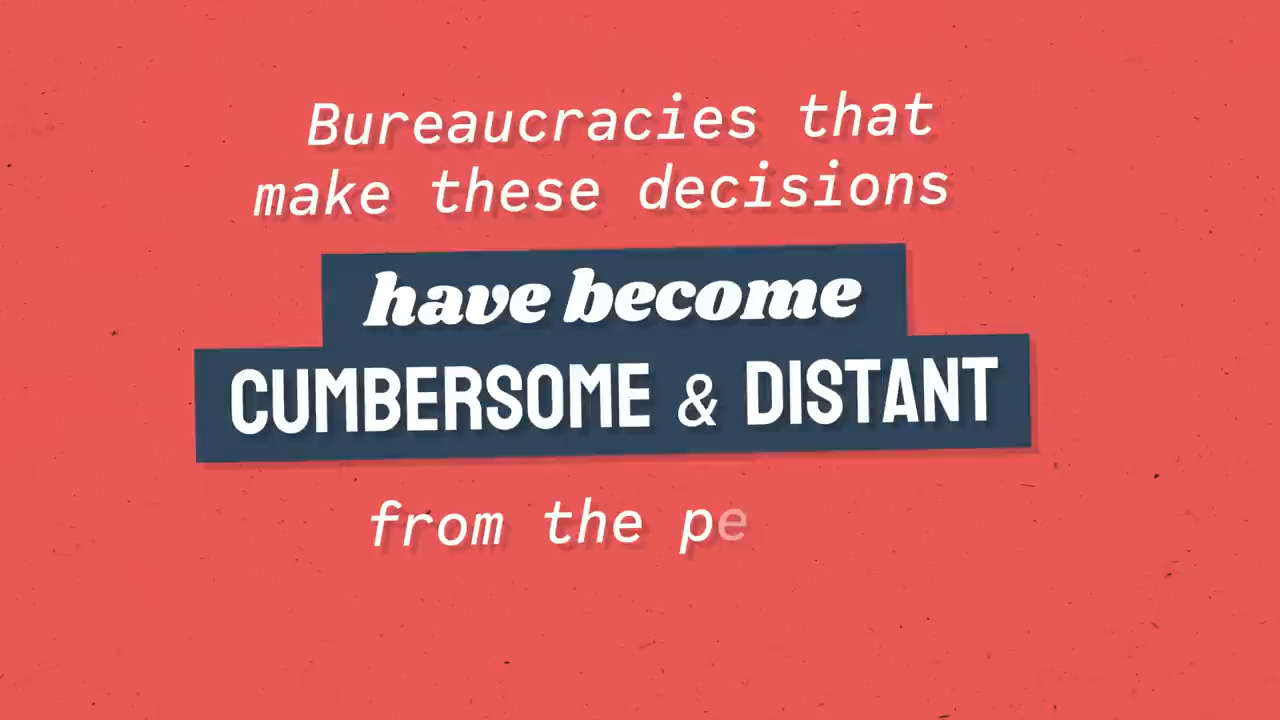 Bureaucracies that
make these decisions
have become
CUMBERSOME & DISTANT
from the pe